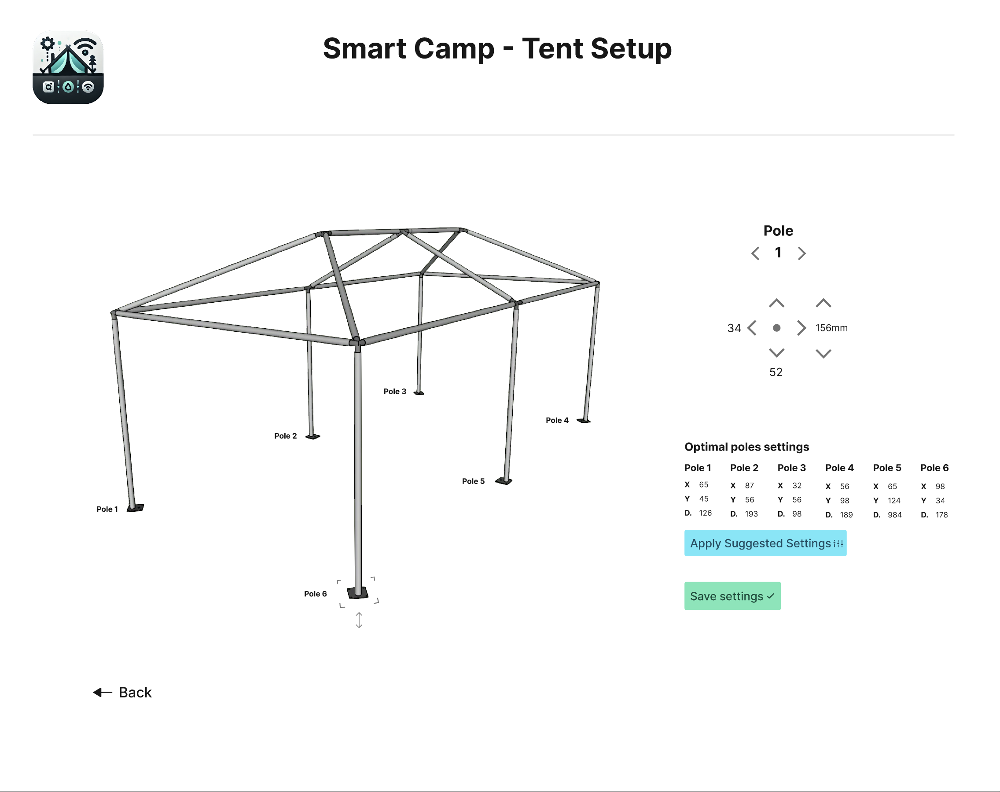 Smart Camp - Tent Setup
Pole
1
34
156mm
52
Pole 3
Pole 4
Pole 2
Pole 5
Pole 1
Pole 6
Optimal poles settings
Pole 1 Pole 2 Pole 3 Pole 4 Pole 5 Pole 6
X 65 X 87 X 32 X 56 X 65 X 98
Y 45 Y 56 Y 56 Y 98 Y 124 Y 34
D. 126 D. 193 D. 98 D. 189 D. 984 D. 178
Apply Suggested Settings
Save settings
Back